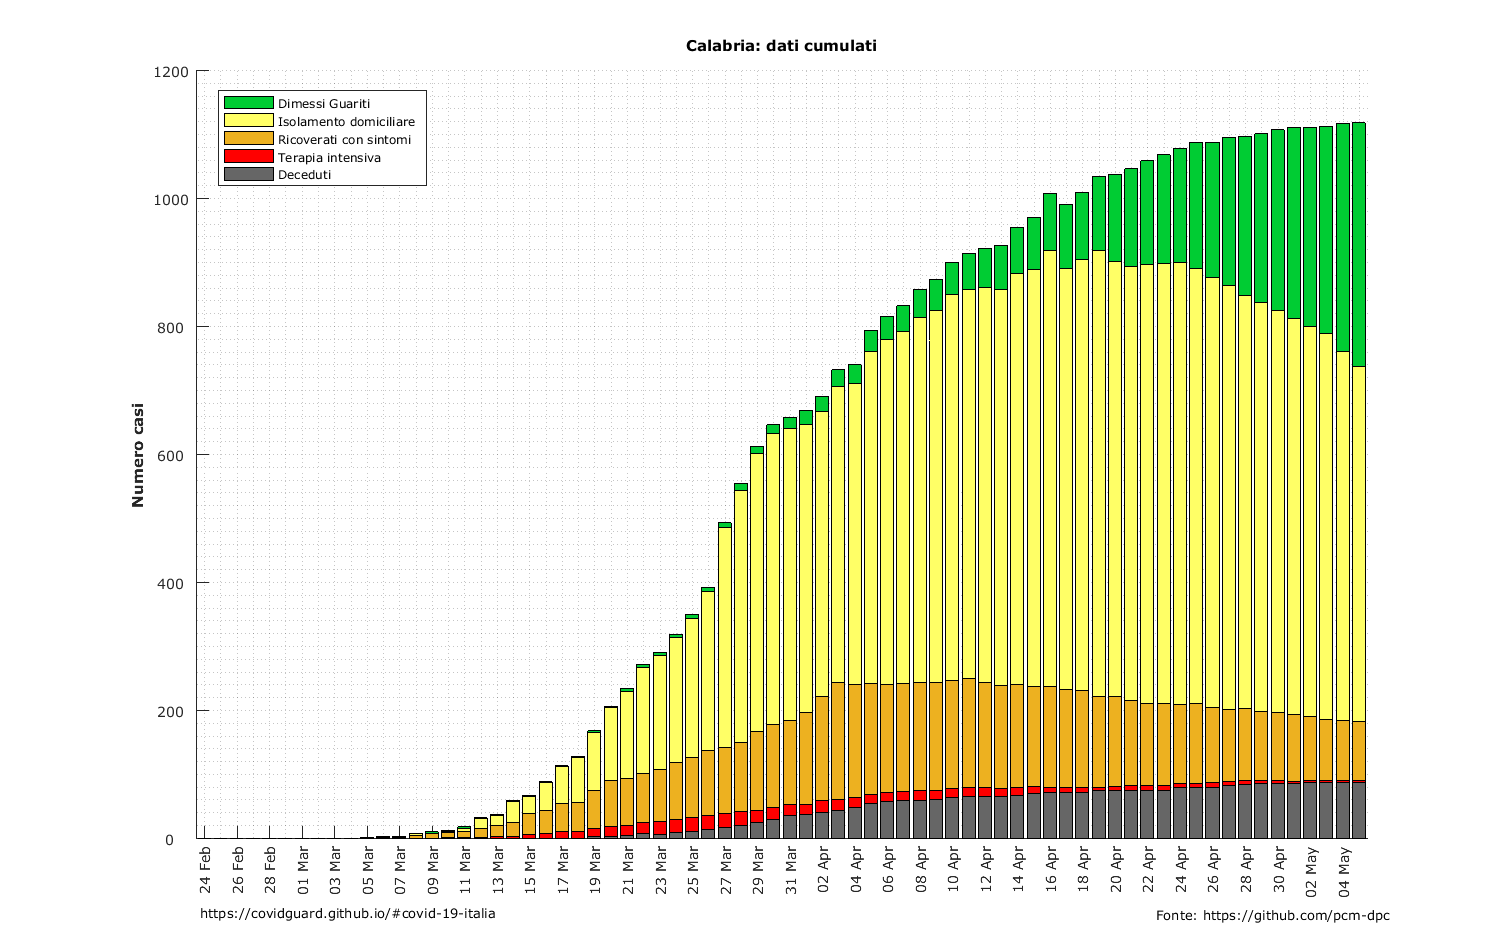 Calabria: dati cumulati
1200
1000
800
600
400
200
0
Numero casi
Dimessi Guariti
Isolamento domiciliare
Ricoverati con sintomi
Terapia intensiva
Deceduti
24 Feb
26 Feb
28 Feb
01 Mar
03 Mar
05 Mar
07 Mar
09 Mar
11 Mar
13 Mar
15 Mar
17 Mar
19 Mar
21 Mar
23 Mar
25 Mar
27 Mar
29 Mar
31 Mar
02 Apr
04 Apr
06 Apr
08 Apr
10 Apr
12 Apr
14 Apr
16 Apr
18 Apr
20 Apr
22 Apr
24 Apr
26 Apr
28 Apr
30 Apr
02 May
04 May
https://covidguard.github.io/#covid-19-italia
Fonte: https://github.com/pcm-dpc